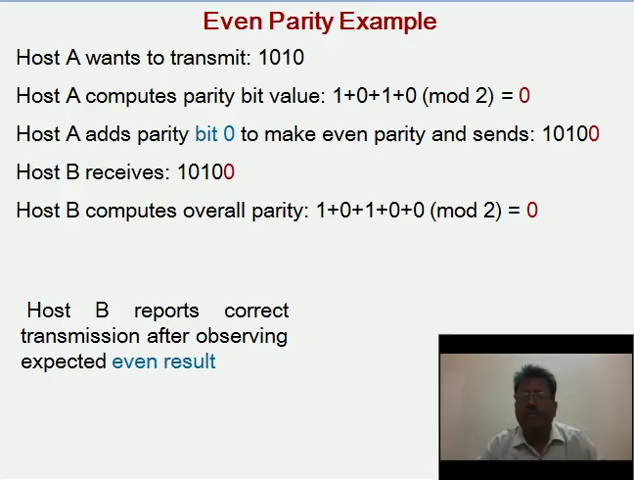 Even Parity Example
Host A wants to transmit: 1010
Host A computes parity bit value: 1+0+1+0 (mod 2) = 0
Host A adds parity bit 0 to make even parity and sends: 10100
Host B receives: 10100
Host B computes overall parity: 1+0+1+0+0 (mod 2) = 0
Host B reports correct
transmission after observing
expected even result